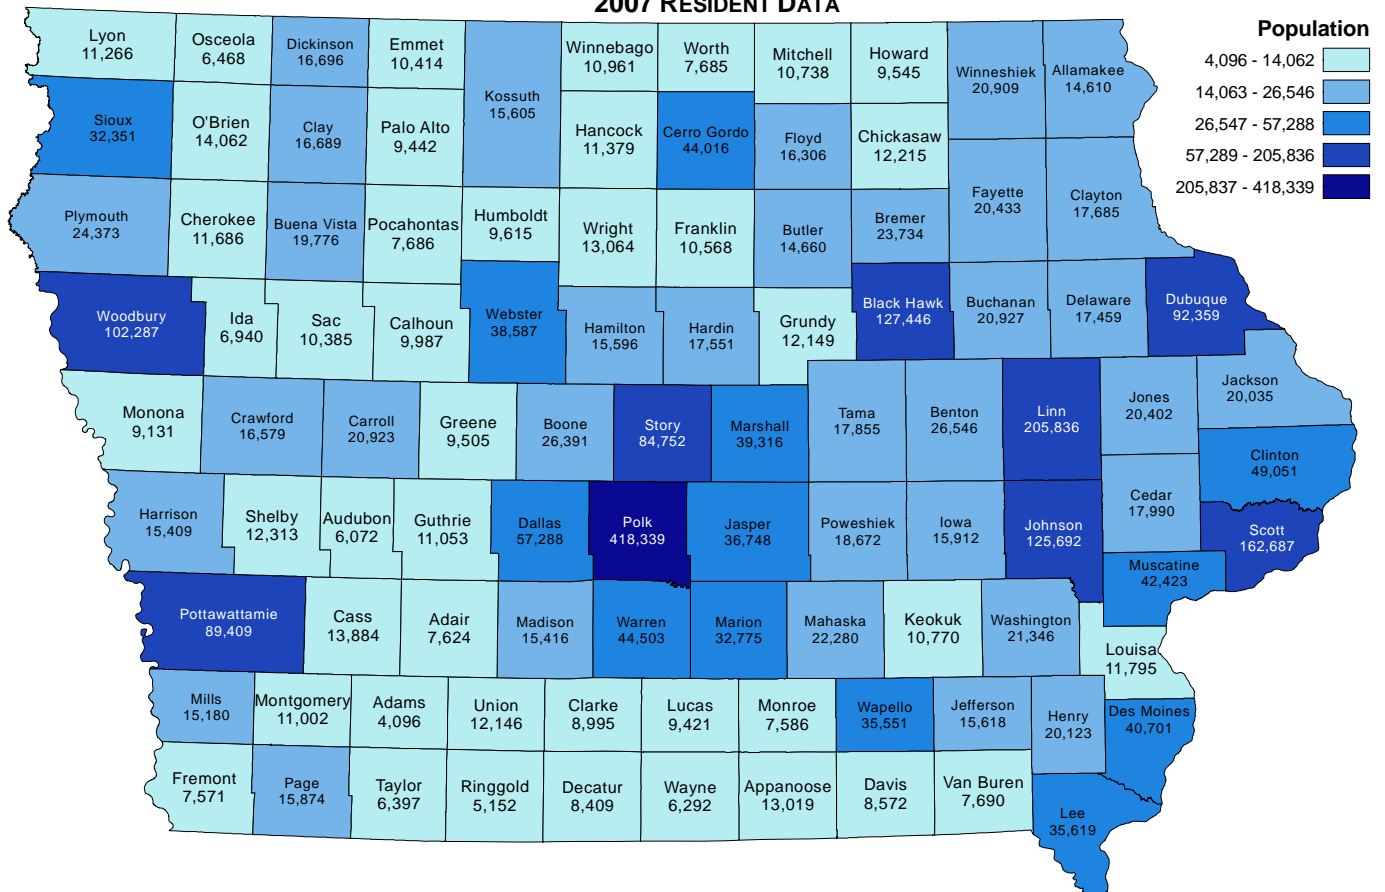 2007 RESIDENT DATA
Population
4,096 - 14,062
14,063 - 26,546
26,547 - 57,288
57,289 - 205,836
205,837 - 418,339
Lyon
11,266
Osceola
6,468
Dickinson
16,696
Emmet
10,414
Kossuth
15,605
Winnebago
10,961
Worth
7,685
Mitchell
10,738
Howard
9,545
Winneshiek
20,909
Allamakee
14,610
Sioux
32,351
O'Brien
14,062
Clay
16,689
Palo Alto
9,442
Hancock
11,379
Cerro Gordo
44,016
Floyd
16,306
Chickasaw
12,215
Plymouth
24,373
Cherokee
11,686
Buena Vista
19,776
Pocahontas
7,686
Humboldt
9,615
Wright
13,064
Franklin
10,568
Butler
14,660
Bremer
23,734
Fayette
20,433
Clayton
17,685
Woodbury
102,287
Ida
6,940
Sac
10,385
Calhoun
9,987
Webster
38,587
Hamilton
15,596
Hardin
17,551
Grundy
12,149
Black Hawk
127,446
Buchanan
20,927
Delaware
17,459
Dubuque
92,359
Monona
9,131
Crawford
16,579
Carroll
20,923
Greene
9,505
Boone
26,391
Story
84,752
Marshall
39,316
Tama
17,855
Benton
26,546
Linn
205,836
Jones
20,402
Jackson
20,035
Clinton
49,051
Harrison
15,409
Shelby
12,313
Audubon
6,072
Guthrie
11,053
Dallas
57,288
Polk
418,339
Jasper
36,748
Poweshiek
18,672
Iowa
15,912
Johnson
125,692
Cedar
17,990
Scott
162,687
Muscatine
42,423
Pottawattamie
89,409
Cass
13,884
Adair
7,624
Madison
15,416
Warren
44,503
Marion
32,775
Mahaska
22,280
Keokuk
10,770
Washington
21,346
Louisa
11,795
Mills
15,180
Montgomery
11,002
Adams
4,096
Union
12,146
Clarke
8,995
Lucas
9,421
Monroe
7,586
Wapello
35,551
Jefferson
15,618
Henry
20,123
Des Moines
40,701
Fremont
7,571
Page
15,874
Taylor
6,397
Ringgold
5,152
Decatur
8,409
Wayne
6,292
Appanoose
13,019
Davis
8,572
Van Buren
7,690
Lee
35,619